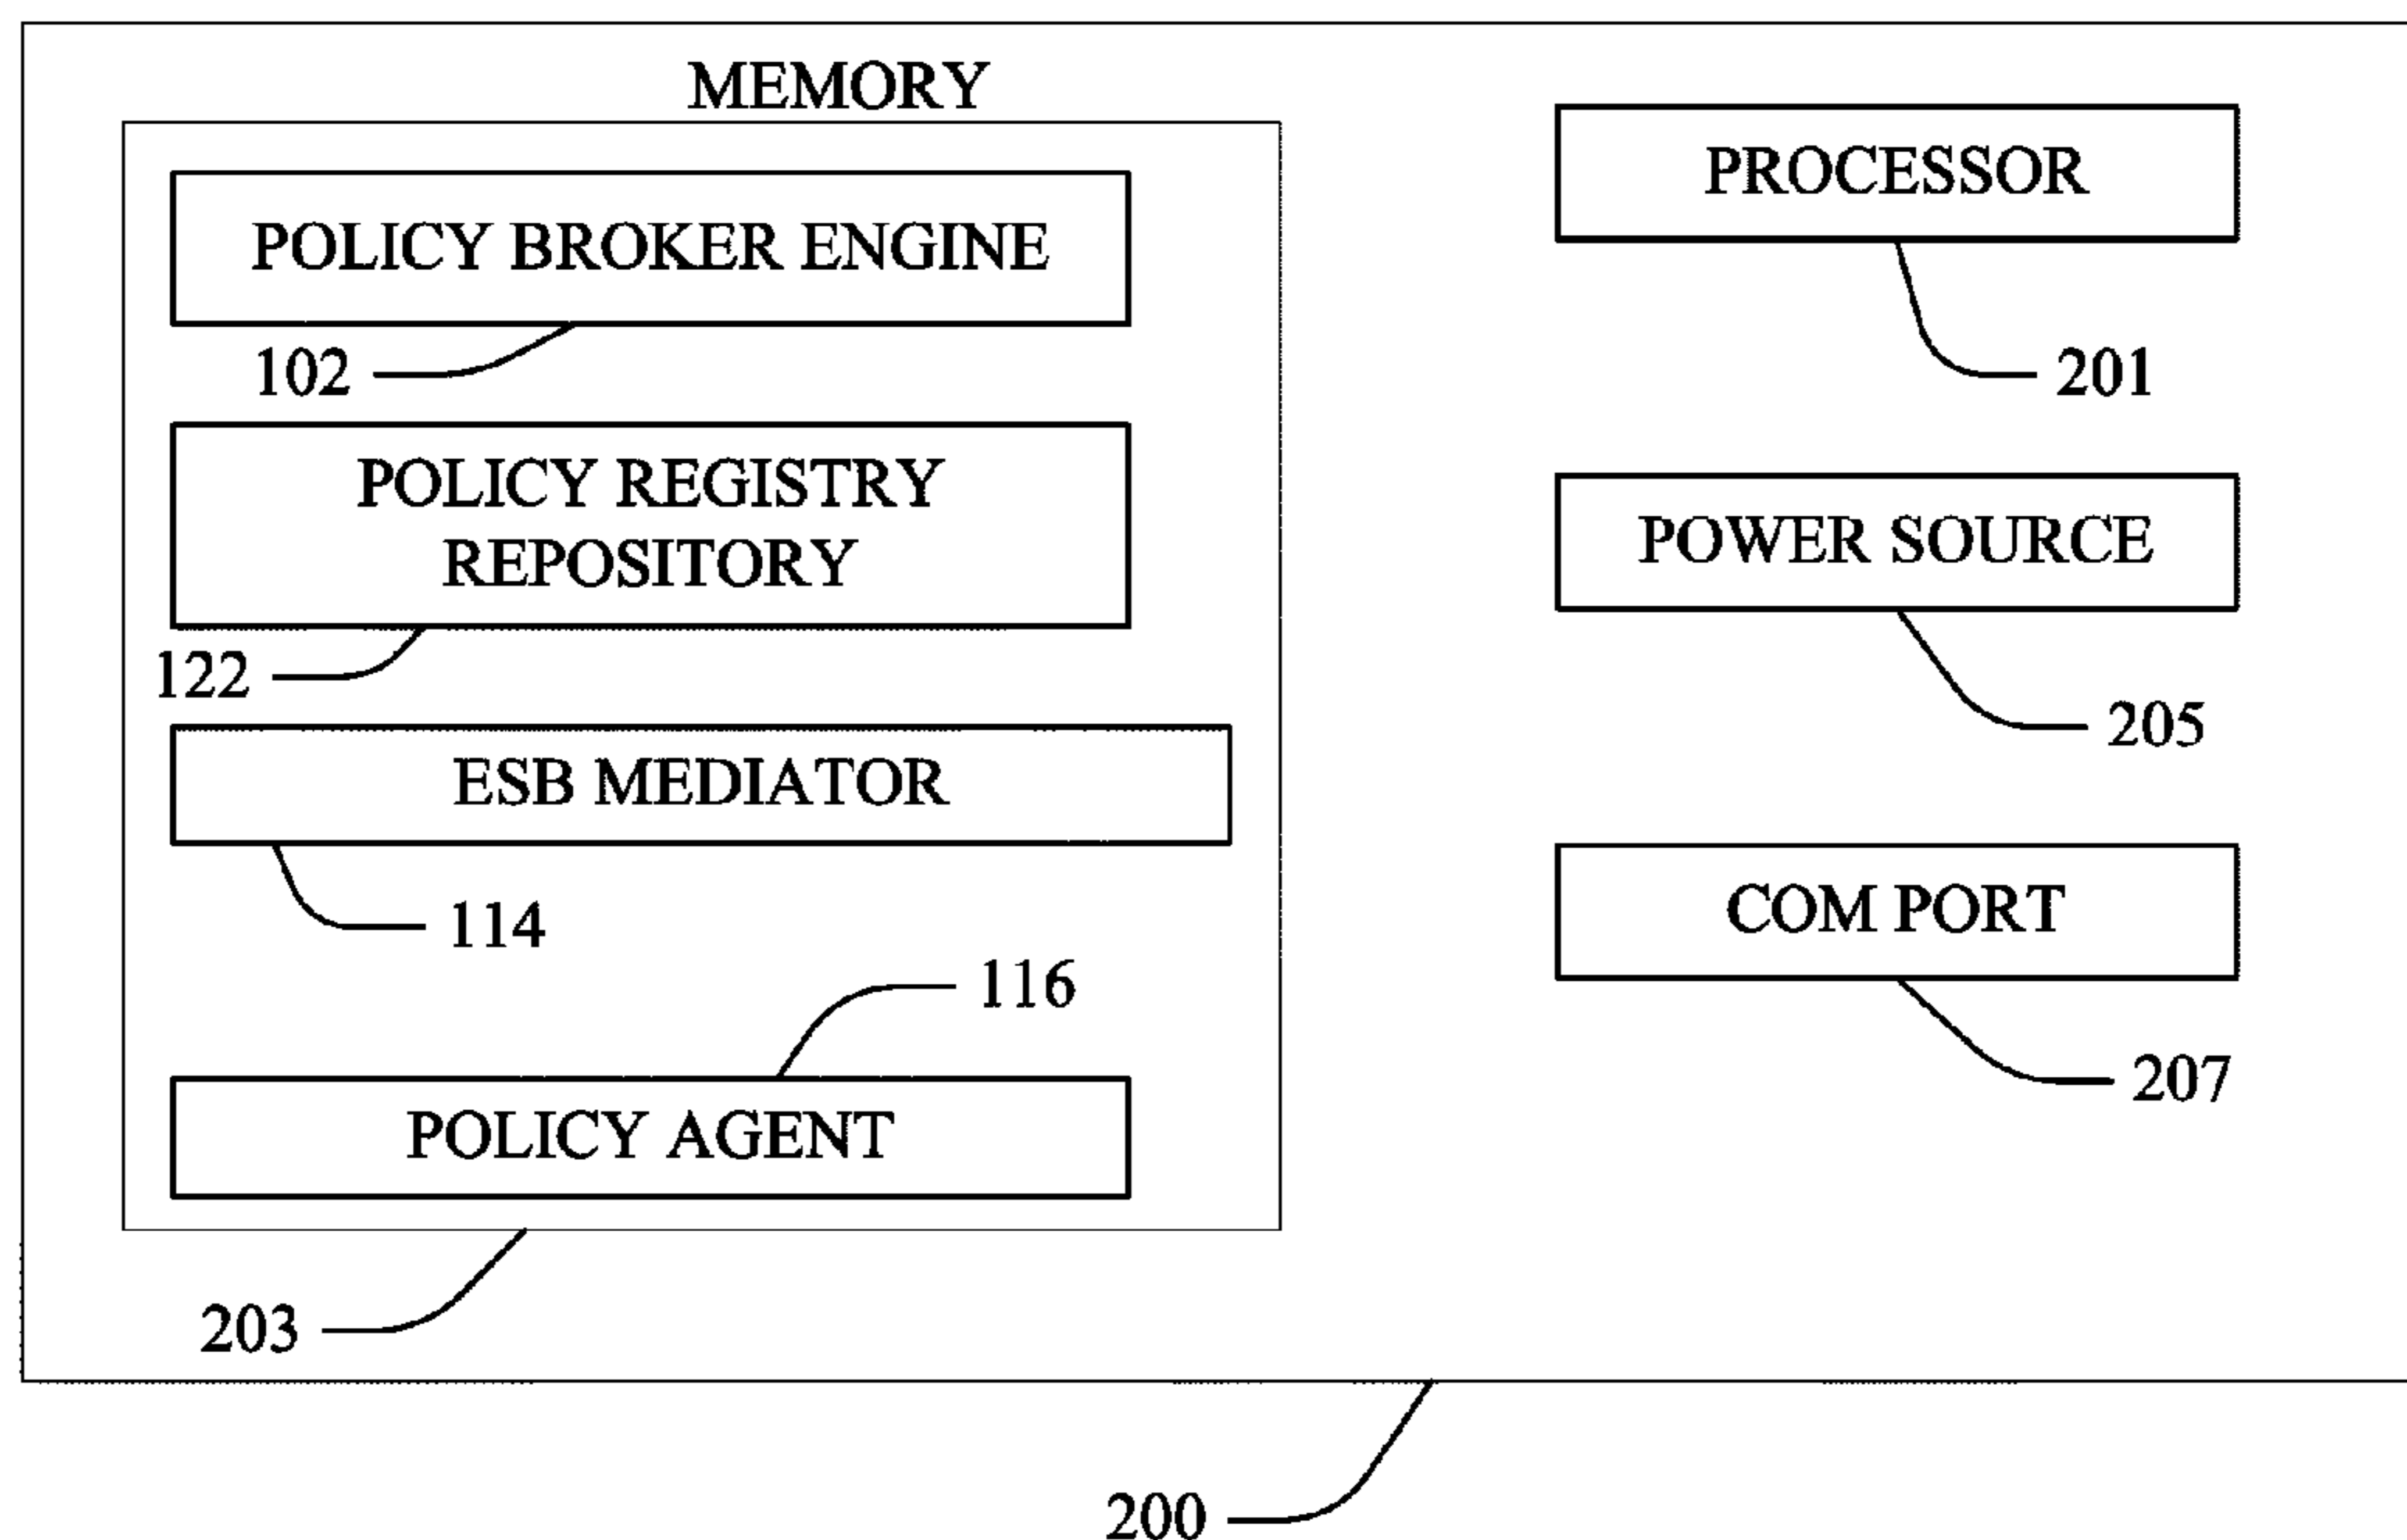 MEMORY
POLICY BROKER ENGINE
102
POLICY REGISTRY
REPOSITORY
122
ESB MEDIATOR
114
116
POLICY AGENT
203
PROCESSOR
201
POWER SOURCE
205
COM PORT
207
200